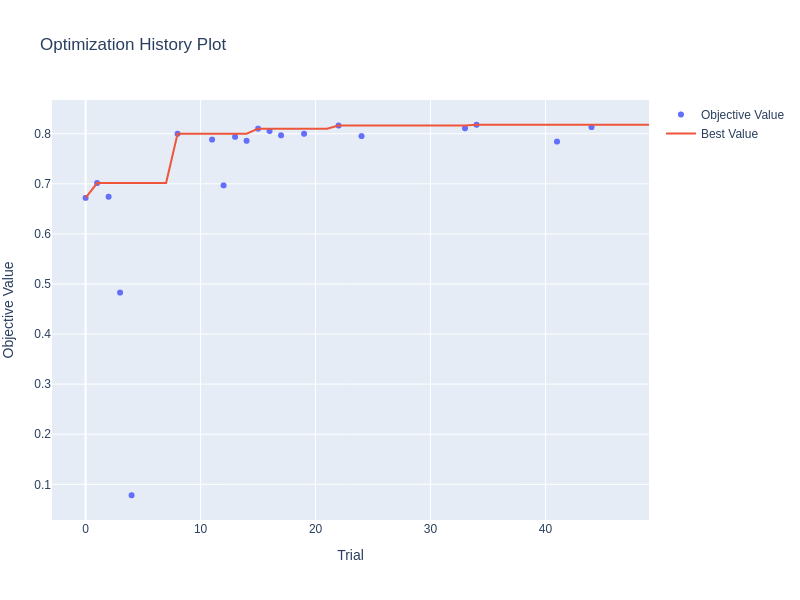 Optimization History Plot
Objective Value
Best Value
0.8
0.7
0.6
0.5
0.4
0.3
0.2
0.1
Objective Value
0 10 20 30 40
Trial